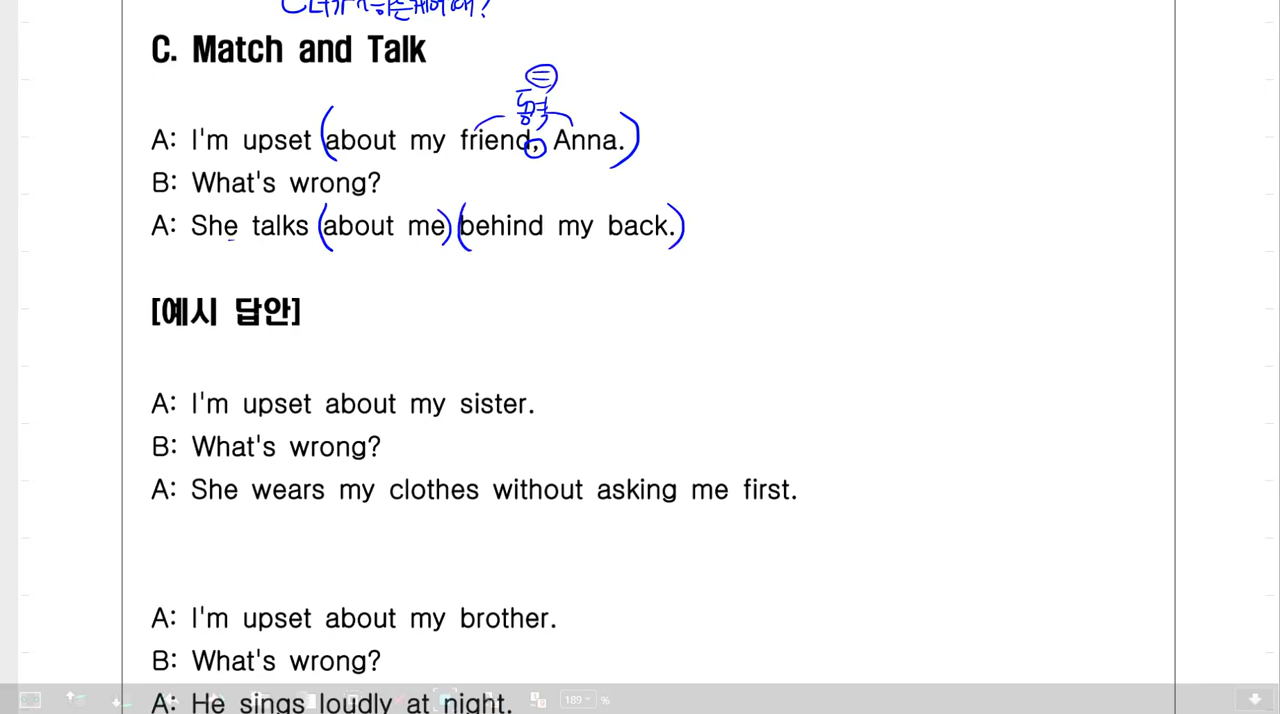 C. Match and Talk
동격
A: I'm upset (about my friend, Anna.)
B: What's wrong?
A: She talks (about me) (behind my back.)
[예시 답안]
A: I'm upset about my sister.
B: What's wrong?
A: She wears my clothes without asking me first.
A: I'm upset about my brother.
B: What's wrong?
A: He sings loudly at night.
189 %